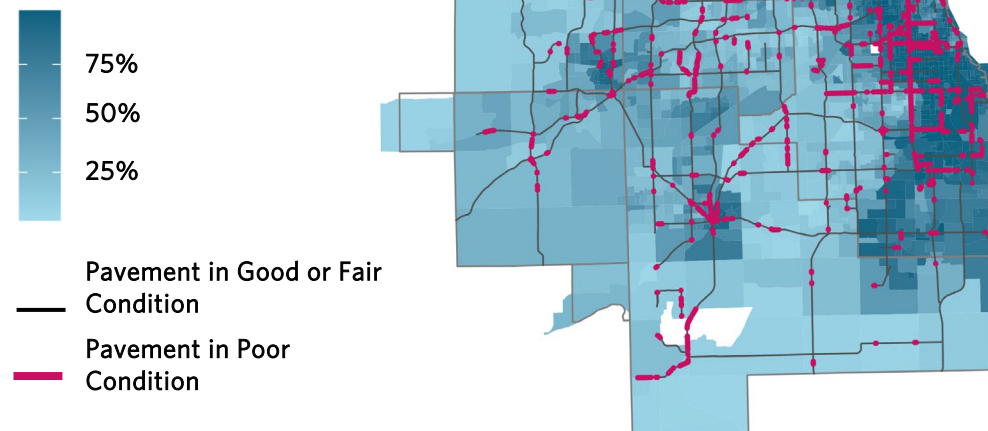 75%
50%
25%
Pavement in Good or Fair
Condition
Pavement in Poor
Condition